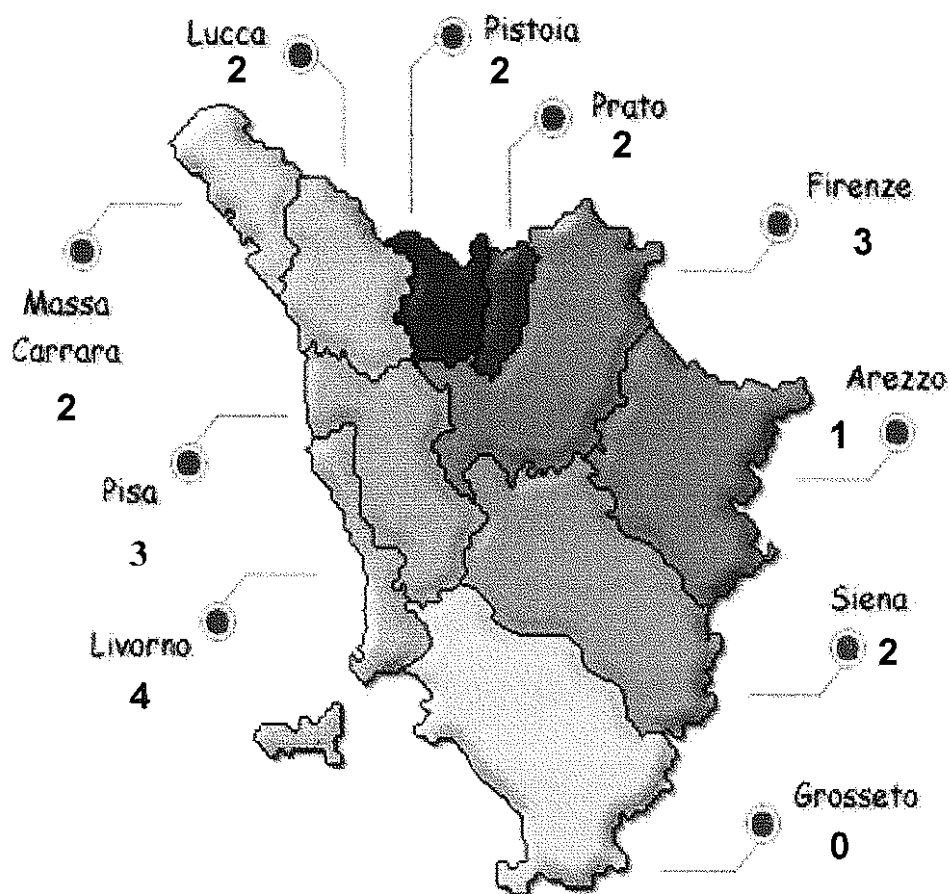 Lucca
2
Pistoia
2
Prato
2
Firenze
3
Massa
Carrara
2
Arezzo
1
Pisa
3
Siena
2
Livorno
4
Grosseto
0